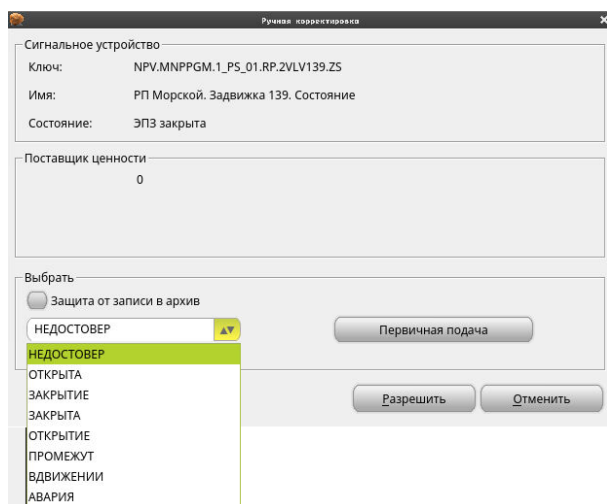 Ручная корректировка
Сигнальное устройство
Ключ: NPV.MNPPGM.1_PS_01.RP.2VLV139.ZS
Имя: РП Морской. Задвижка 139. Состояние
Состояние: ЭПЗ закрыта
Поставщик ценности
0
Выбрать
Защита от записи в архив
НЕДОСТОВЕР Первичная подача
НЕДОСТОВЕР
ОТКРЫТА
ЗАКРЫТИЕ
Разрешить Отменить
ЗАКРЫТА
ОТКРЫТИЕ
ПРОМЕЖУТ
ВДВИЖЕНИИ
АВАРИЯ